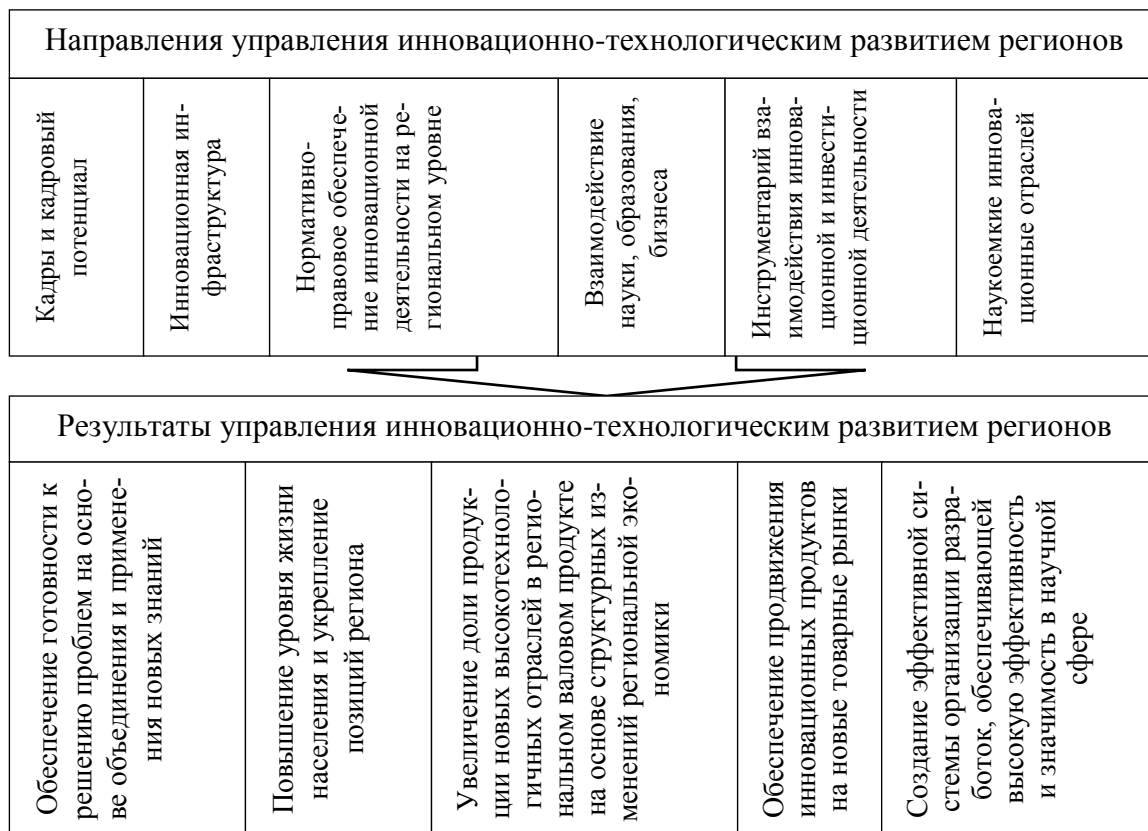 Направления управления инновационно-технологическим развитием регионов
Кадры и кадровый
потенциал
Инновационная ин-
фраструктура
Нормативно-
правовое обеспече-
ние инновационной
деятельности на ре-
гиональном уровне
Взаимодействие
науки, образования,
бизнеса
Инструментарий вза-
имодействия иннова-
ционной и инвести-
ционной деятельности
Наукоемкие иннова-
ционные отраслей
Результаты управления инновационно-технологическим развитием регионов
Обеспечение готовности к
решению проблем на осно-
ве объединения и примене-
ния новых знаний
Повышение уровня жизни
населения и укрепление
позиций региона
Увеличение доли продук-
ции новых высокотехноло-
гичных отраслей в регио-
нальном валовом продукте
на основе структурных из-
менений региональной эко-
номики
Обеспечение продвижения
инновационных продуктов
на новые товарные рынки
Создание эффективной си-
стемы организации разра-
боток, обеспечивающей
высокую эффективность
и значимость в научной
сфере